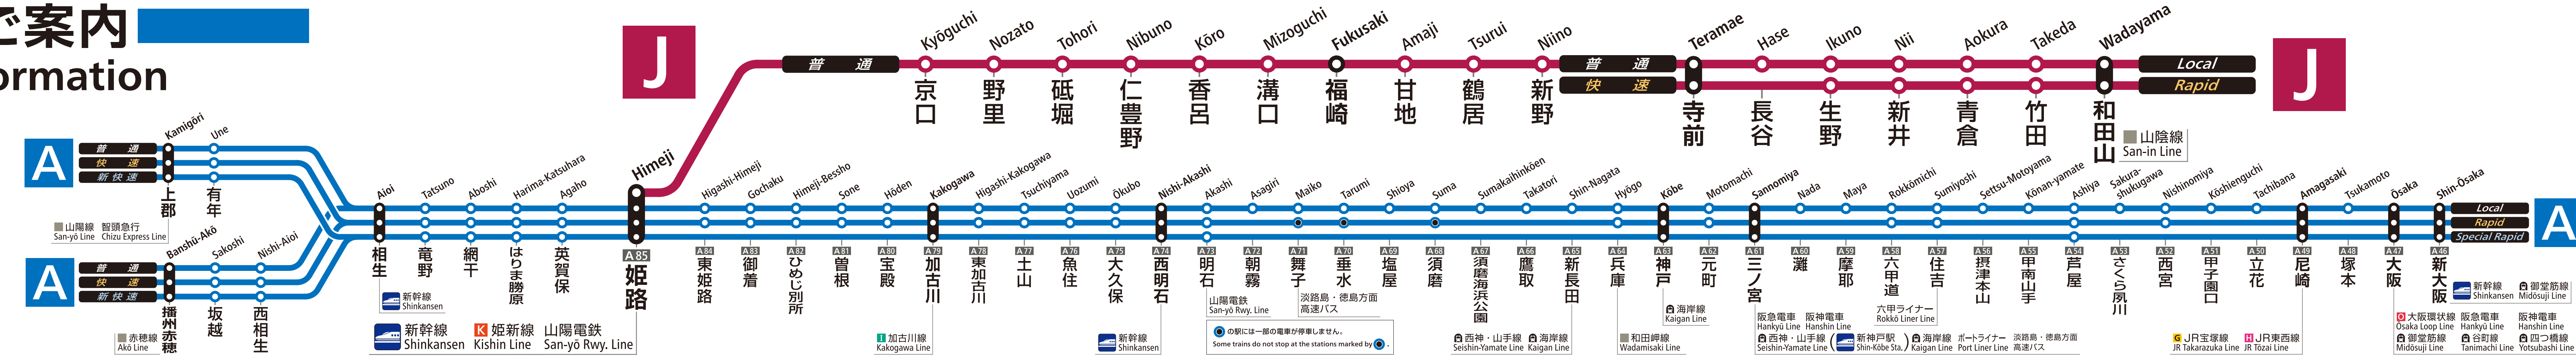 ご案内
ormation
J
普通
Kyōguchi
京口
Nozato
野里
Tohori
砥堀
Nibuno
仁豊野
Kōro
香呂
Mizoguchi
溝口
Fukusaki
福崎
Amaji
甘地
Tsurui
鶴居
Niino
新野
普通
快速
Teramae
寺前
Hase
長谷
Ikuno
生野
Nii
新井
Aokura
青倉
Takeda
竹田
Wadayama
和田山
Local
Rapid
J
山陰線
San-in Line
A
普通
快速
新快速
Kamigōri
上郡
Une
有年
山陽線 智頭急行
San-yō Line Chizu Express Line
A
普通
快速
新快速
Banshū-Akō
播州赤穂
Sakoshi
坂越
Nishi-Aioi
西相生
赤穂線
Akō Line
Aioi
相生
新幹線
Shinkansen
Tatsuno
竜野
Aboshi
網干
Harima-Katsuhara
はりま勝原
Agaho
英賀保
Himeji
A85
姫路
新幹線 K 姫新線 山陽電鉄
Shinkansen Kishin Line San-yō Rwy. Line
Higashi-Himeji
A84
東姫路
Gochaku
A83
御着
Himeji-Bessho
A82
ひめじ別所
Sone
A81
曽根
Hōden
A80
宝殿
Kakogawa
A79
加古川
I 加古川線
Kakogawa Line
Higashi-Kakogawa
A78
東加古川
Tsuchiyama
A77
土山
Uozumi
A76
魚住
Ōkubo
A75
大久保
Nishi-Akashi
A74
西明石
新幹線
Shinkansen
Akashi
A73
明石
山陽電鉄
San-yō Rwy. Line
Asagiri
A72
朝霧
Maiko
A71
舞子
淡路島・徳島方面
高速バス
Tarumi
A70
垂水
の駅には一部の電車が停車しません。
Some trains do not stop at the stations marked by .
Shioya
A69
塩屋
Suma
A68
須磨
Sumakaihinkōen
A67
須磨海浜公園
Takatori
A66
鷹取
Shin-Nagata
A65
新長田
西神・山手線 海岸線
Seishin-Yamate Line Kaigan Line
Hyōgo
A64
兵庫
和田岬線
Wadamisaki Line
Kōbe
A63
神戸
海岸線
Kaigan Line
Motomachi
A62
元町
Sannomiya
A61
三ノ宮
阪急電車 阪神電車
Hankyū Line Hanshin Line
西神・山手線 ( 新神戸駅 ) 海岸線 ポートライナー 淡路島・徳島方面
Seishin-Yamate Line Shin-Kōbe Sta. Kaigan Line Port Liner Line 高速バス
Nada
A60
灘
Maya
A59
摩耶
Rokkōmichi
A58
六甲道
Sumiyoshi
A57
住吉
六甲ライナー
Rokkō Liner Line
Settsu-Motoyama
A56
摂津本山
Kōnan-yamate
A55
甲南山手
Ashiya
A54
芦屋
Sakura-
shukugawa
A53
さくら夙川
Nishinomiya
A52
西宮
Kōshienguchi
A51
甲子園口
Tachibana
A50
立花
Amagasaki
A49
尼崎
G JR宝塚線 H JR東西線
JR Takarazuka Line JR Tōzai Line
Tsukamoto
A48
塚本
Ōsaka
A47
大阪
O 大阪環状線 阪急電車 阪神電車
Ōsaka Loop Line Hankyū Line Hanshin Line
御堂筋線 谷町線 四つ橋線
Midōsuji Line Tanimachi Line Yotsubashi Line
Shin-Ōsaka
A46
新大阪
新幹線 御堂筋線
Shinkansen Midōsuji Line
Local
Rapid
Special Rapid
A